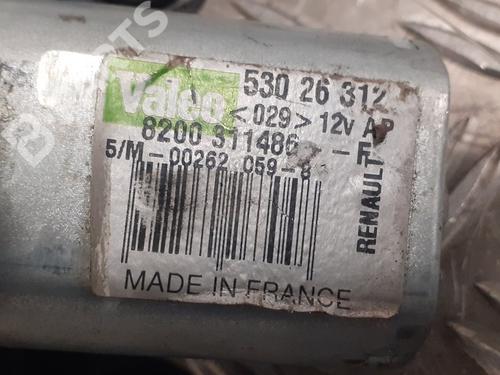 Valeo
530 26 312
<029> 12V AP
8200 311486 -F
5/M-00262 059-8
RENAULT
MADE IN FRANCE